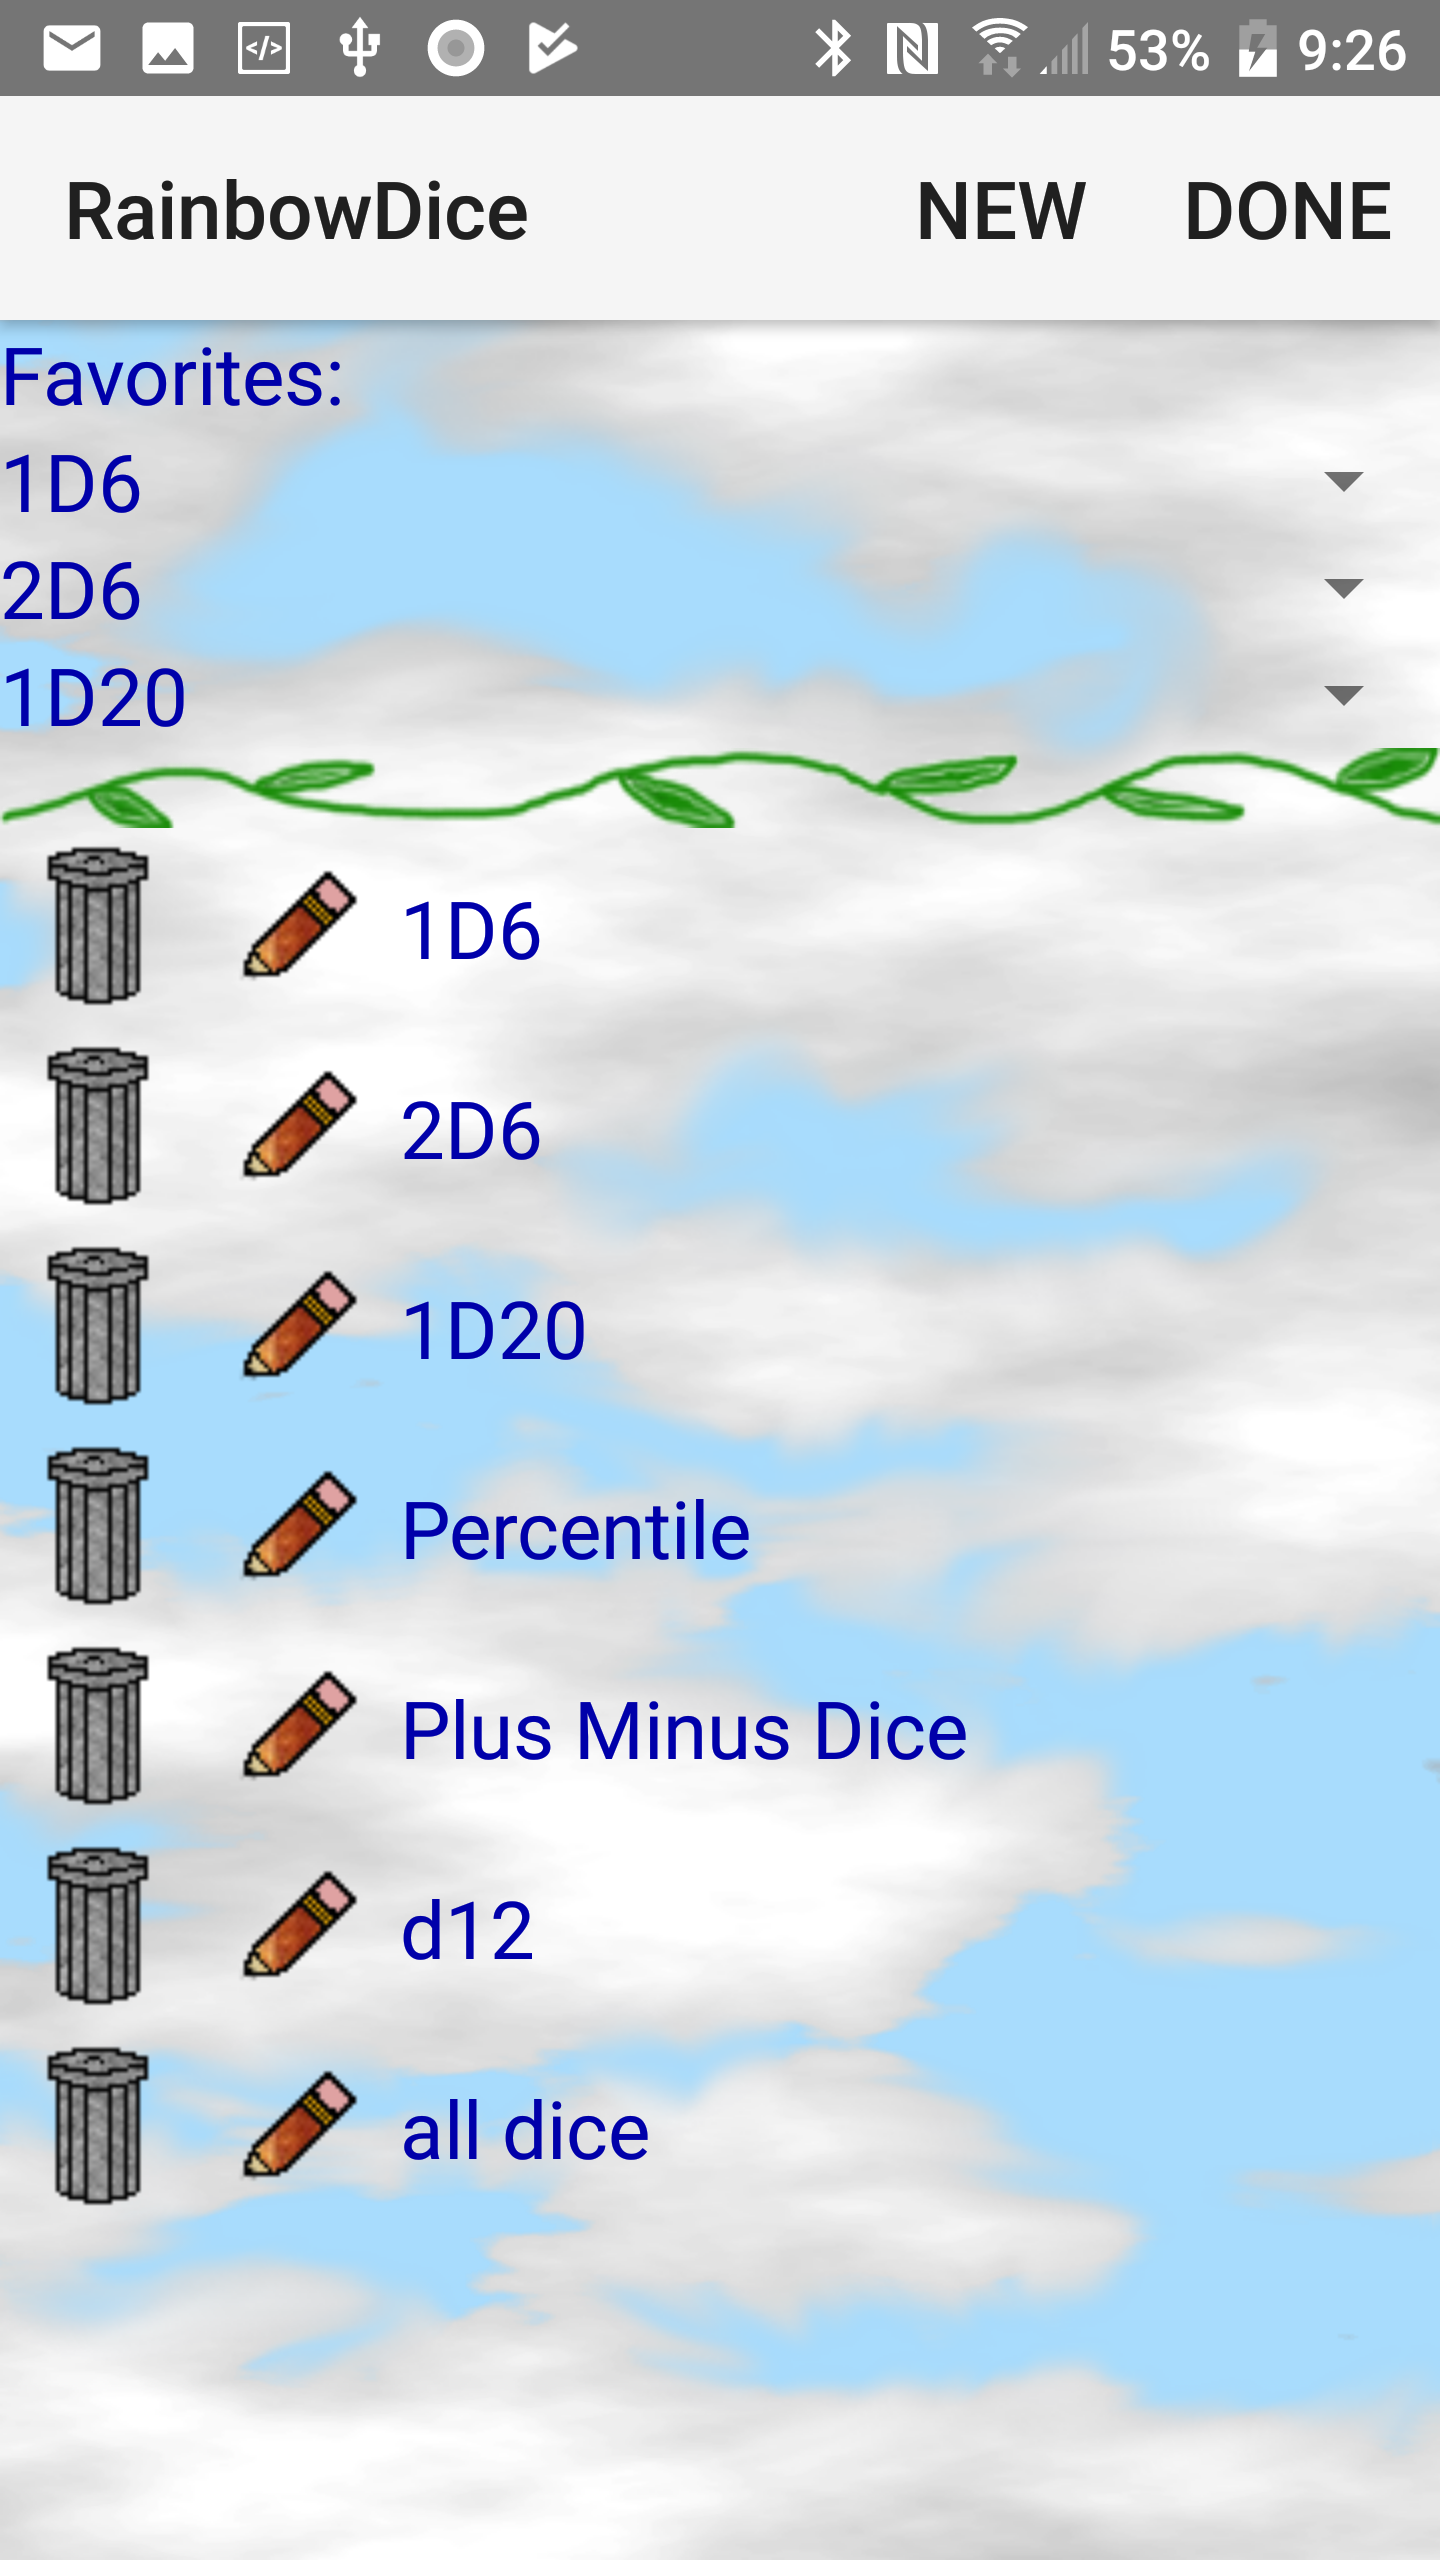 53% 9:26
RainbowDice NEW DONE
Favorites:
1D6
2D6
1D20
1D6
2D6
1D20
Percentile
Plus Minus Dice
d12
all dice